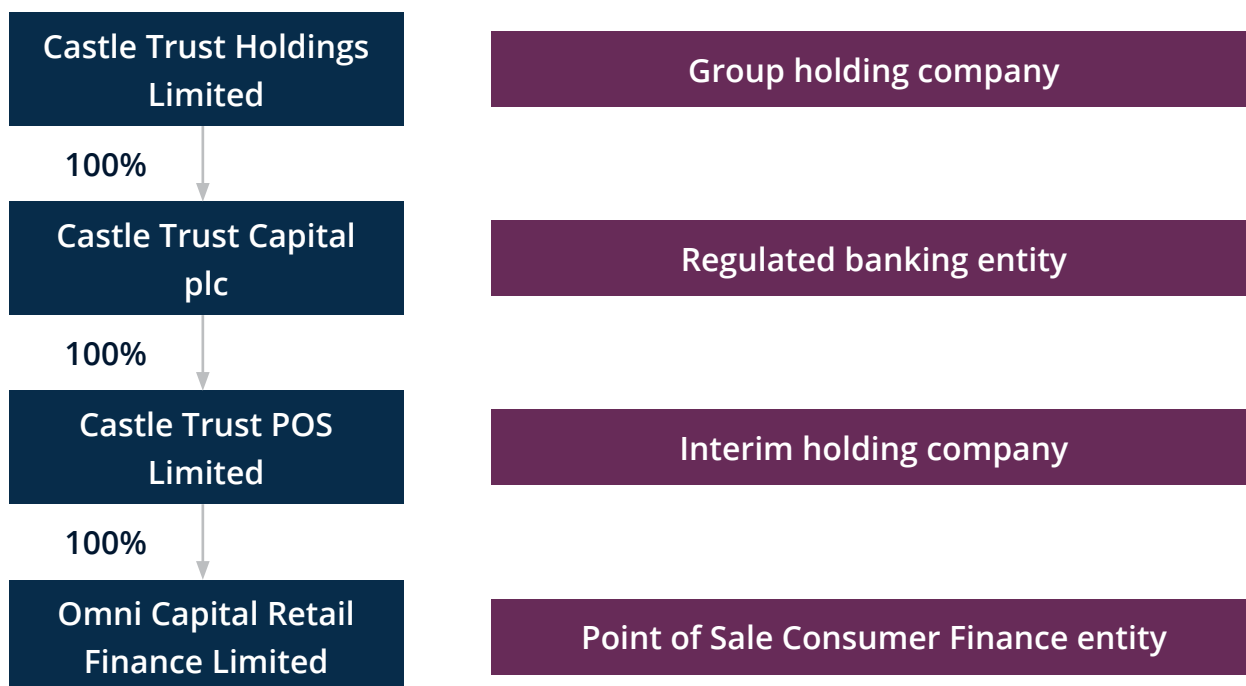 Castle Trust Holdings
Limited
Group holding company
100%
Castle Trust Capital
plc
Regulated banking entity
100%
Castle Trust POS
Limited
Interim holding company
100%
Omni Capital Retail
Finance Limited
Point of Sale Consumer Finance entity